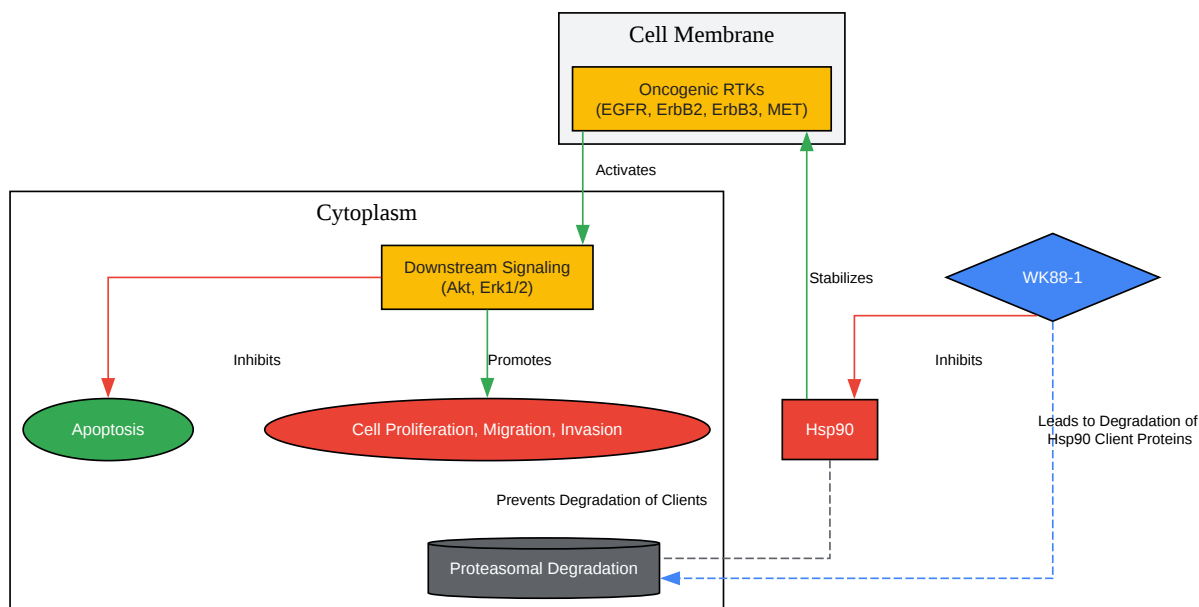 Cell Membrane
Oncogenic RTKs
(EGFR, ErbB2, ErbB3, MET)
Activates
Cytoplasm
Downstream Signaling
(Akt, Erk1/2)
Stabilizes
WK88-1
Inhibits
Promotes
Inhibits
Apoptosis
Cell Proliferation, Migration, Invasion
Hsp90
Leads to Degradation of
Hsp90 Client Proteins
Prevents Degradation of Clients
Proteasomal Degradation